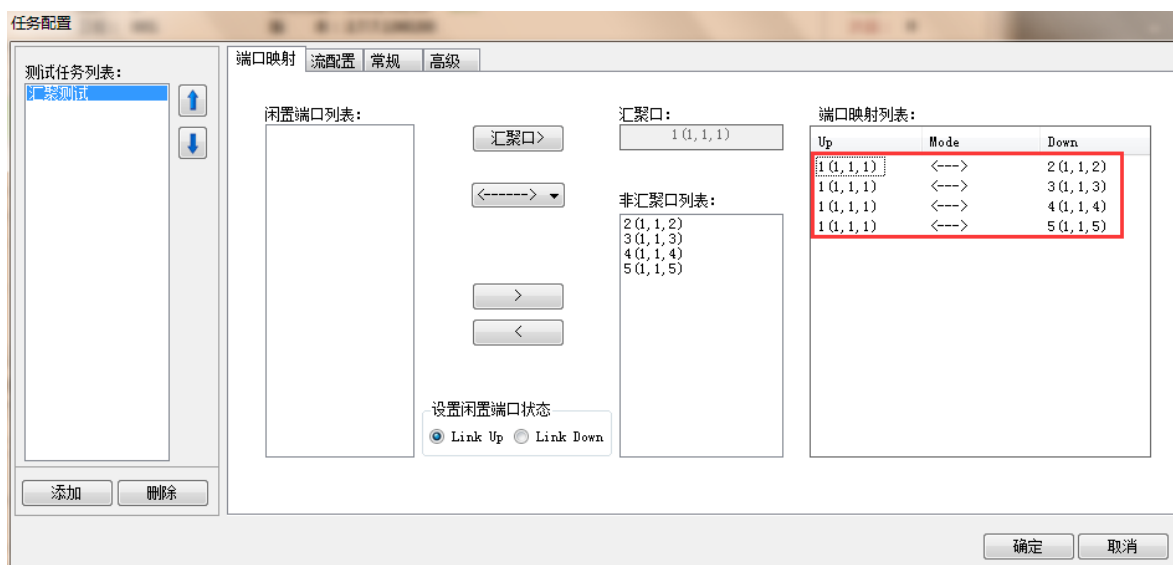 任务配置
测试任务列表:
汇聚测试
添加
删除
端口映射 流配置 常规 高级
闲置端口列表:
汇聚口>
<------>
>
<
设置闲置端口状态
Link Up Link Down
汇聚口:
1(1,1,1)
非汇聚口列表:
2(1,1,2)
3(1,1,3)
4(1,1,4)
5(1,1,5)
端口映射列表:
Up Mode Down
1(1,1,1) <---> 2(1,1,2)
1(1,1,1) <---> 3(1,1,3)
1(1,1,1) <---> 4(1,1,4)
1(1,1,1) <---> 5(1,1,5)
确定 取消